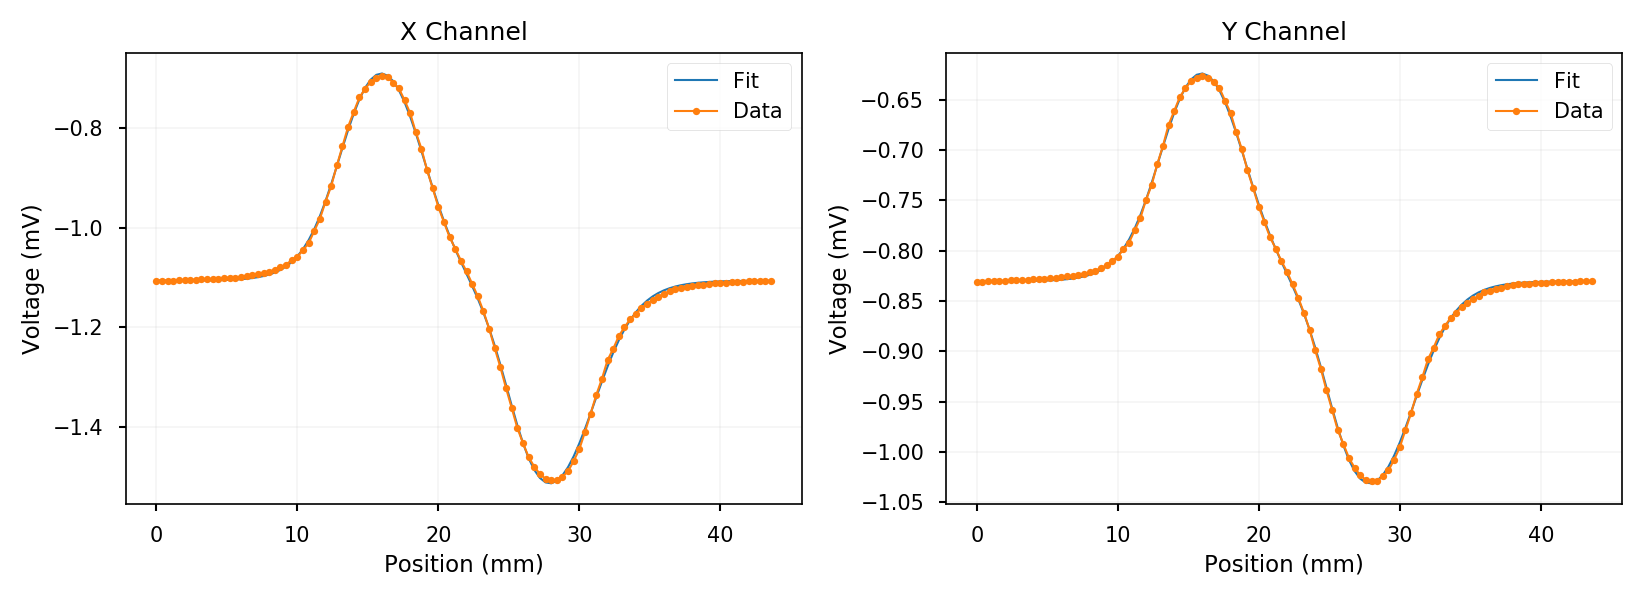 X Channel
Fit
Data
−0.8
−1.0
−1.2
−1.4
Voltage (mV)
0 10 20 30 40
Position (mm)
Y Channel
Fit
Data
−0.65
−0.70
−0.75
−0.80
−0.85
−0.90
−0.95
−1.00
−1.05
Voltage (mV)
0 10 20 30 40
Position (mm)